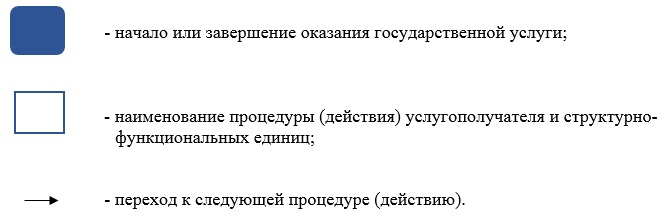 - начало или завершение оказания государственной услуги;
- наименование процедуры (действия) услугополучателя и структурно-
функциональных единиц;
- переход к следующей процедуре (действию).